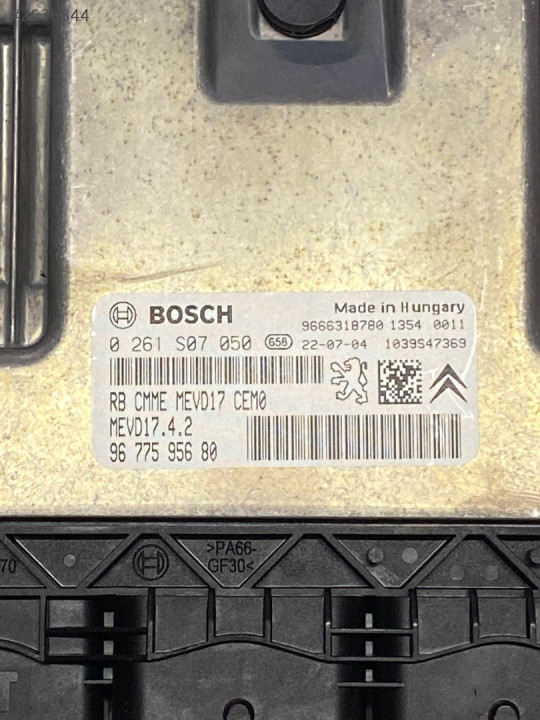 BOSCH
Made in Hungary
9666318780 1354 0011
0 261 S07 050 658 22-07-04 1039S47369
RB CMME MEVD17 CEM0
MEVD17.4.2
96 775 956 80
>PA66-
GF30<
70